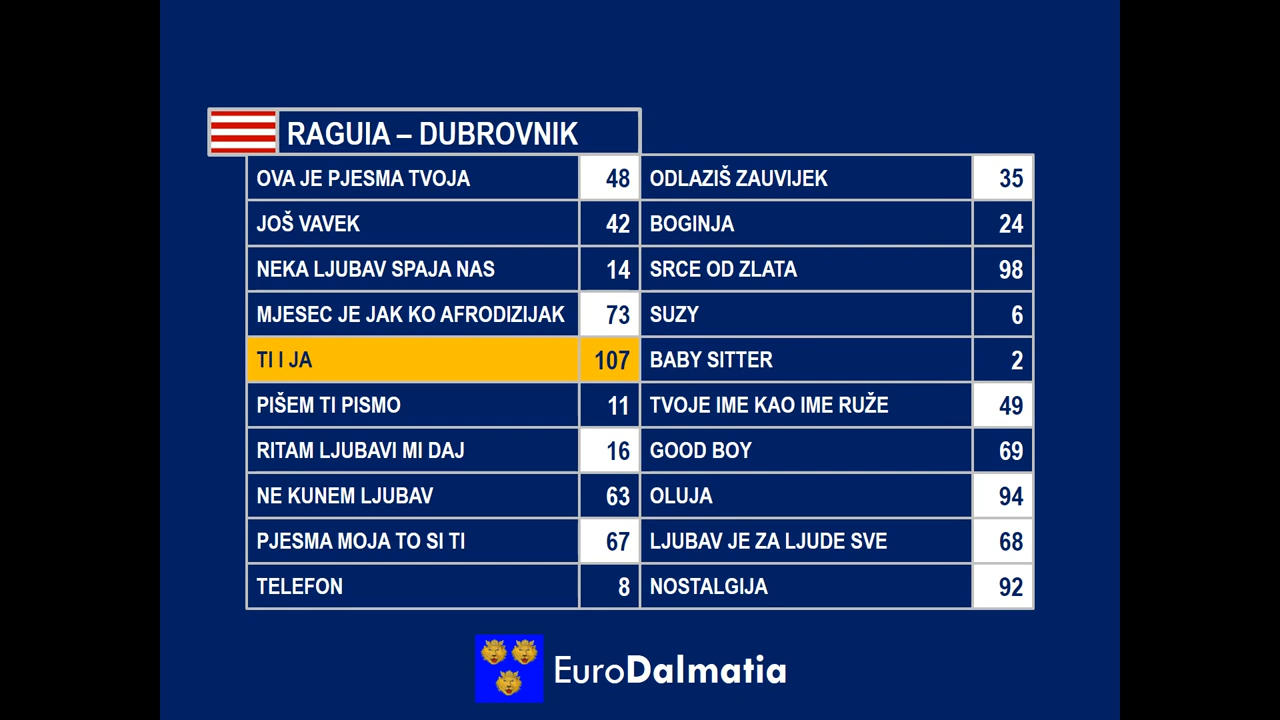 RAGUIA – DUBROVNIK
OVA JE PJESMA TVOJA 48 ODLAZIŠ ZAUVIJEK 35
JOŠ VAVEK 42 BOGINJA 24
NEKA LJUBAV SPAJA NAS 14 SRCE OD ZLATA 98
MJESEC JE JAK KO AFRODIZIJAK 73 SUZY 6
TI I JA 107 BABY SITTER 2
PIŠEM TI PISMO 11 TVOJE IME KAO IME RUŽE 49
RITAM LJUBAVI MI DAJ 16 GOOD BOY 69
NE KUNEM LJUBAV 63 OLUJA 94
PJESMA MOJA TO SI TI 67 LJUBAV JE ZA LJUDE SVE 68
TELEFON 8 NOSTALGIJA 92
EuroDalmatia